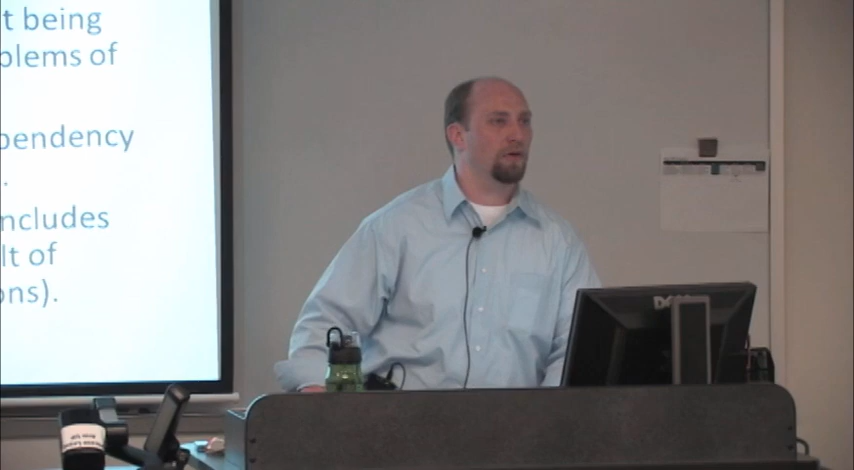 t being
blems of
pendency
.
ncludes
lt of
ons).
DELL